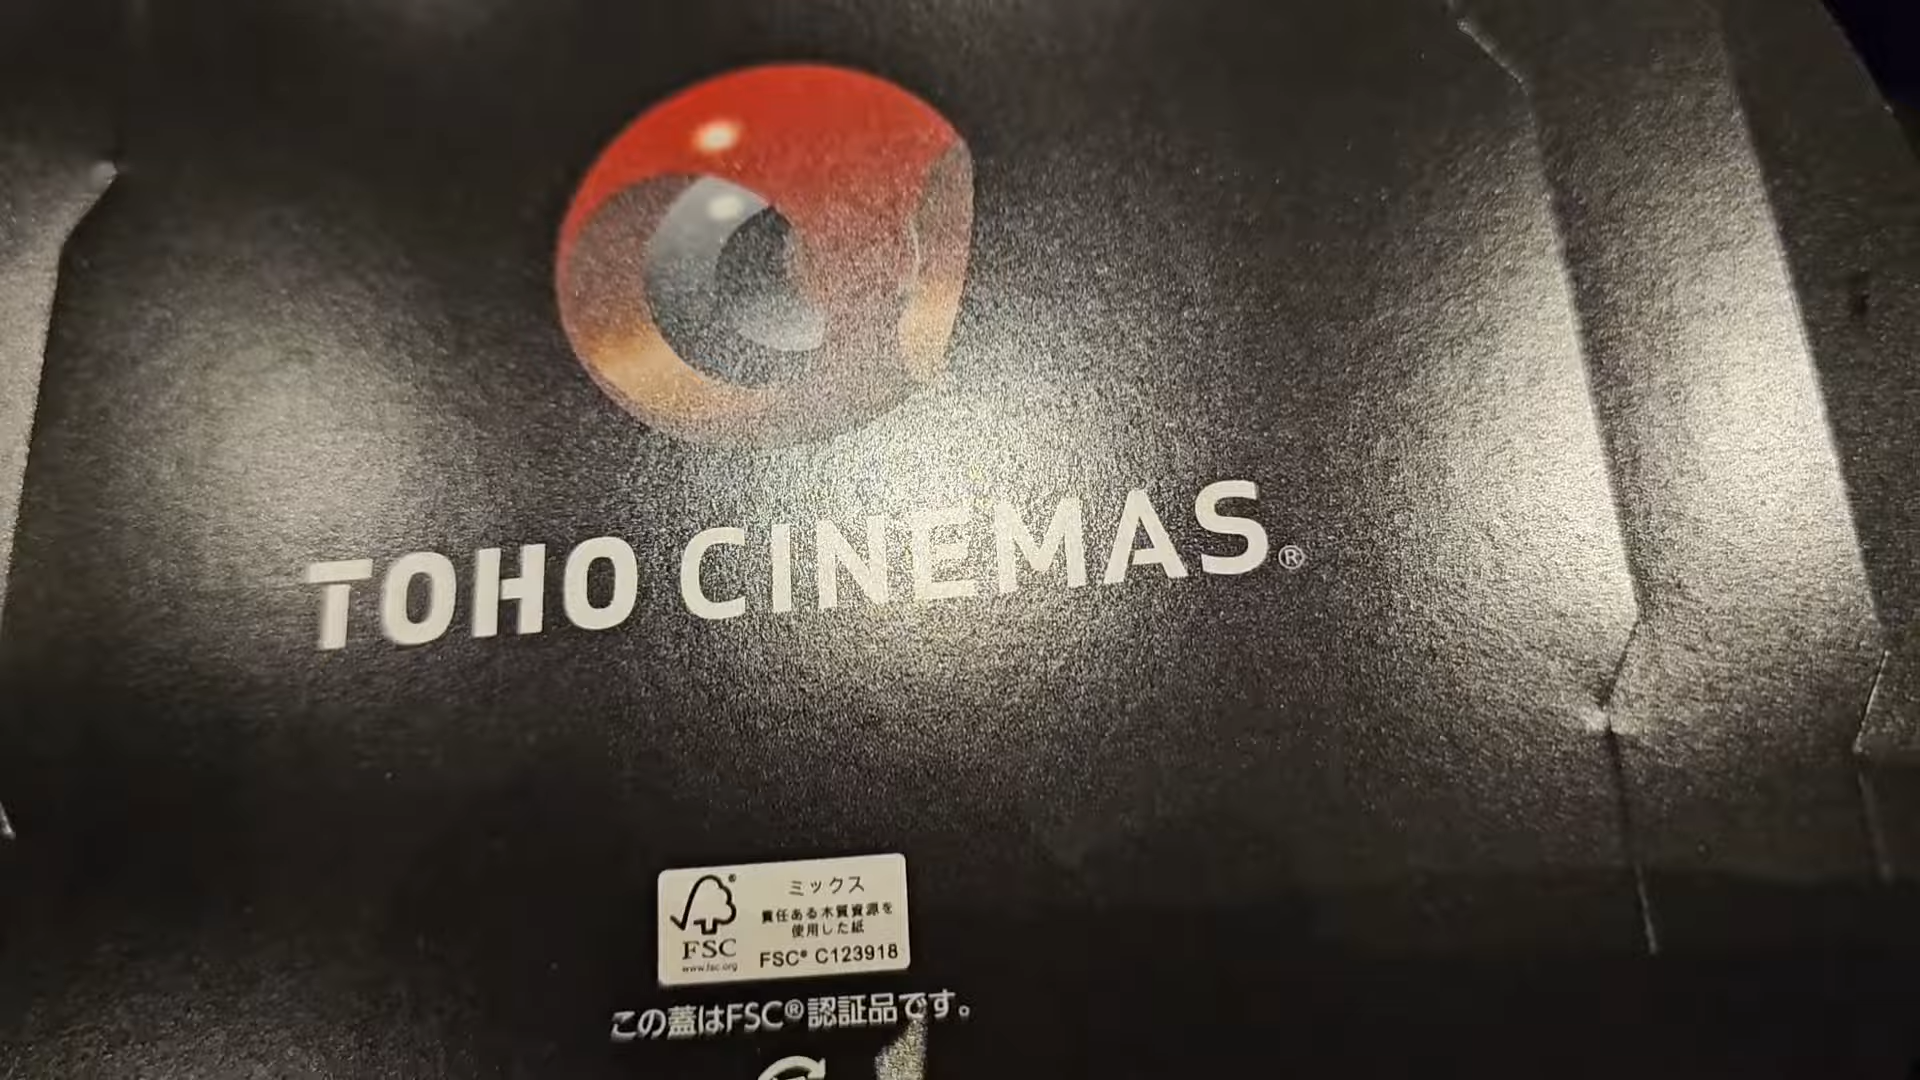 TOHO CINEMAS®
ミックス
責任ある木質資源を
使用した紙
FSC® C123918
FSC
www.fsc.org
この蓋はFSC®認証品です。